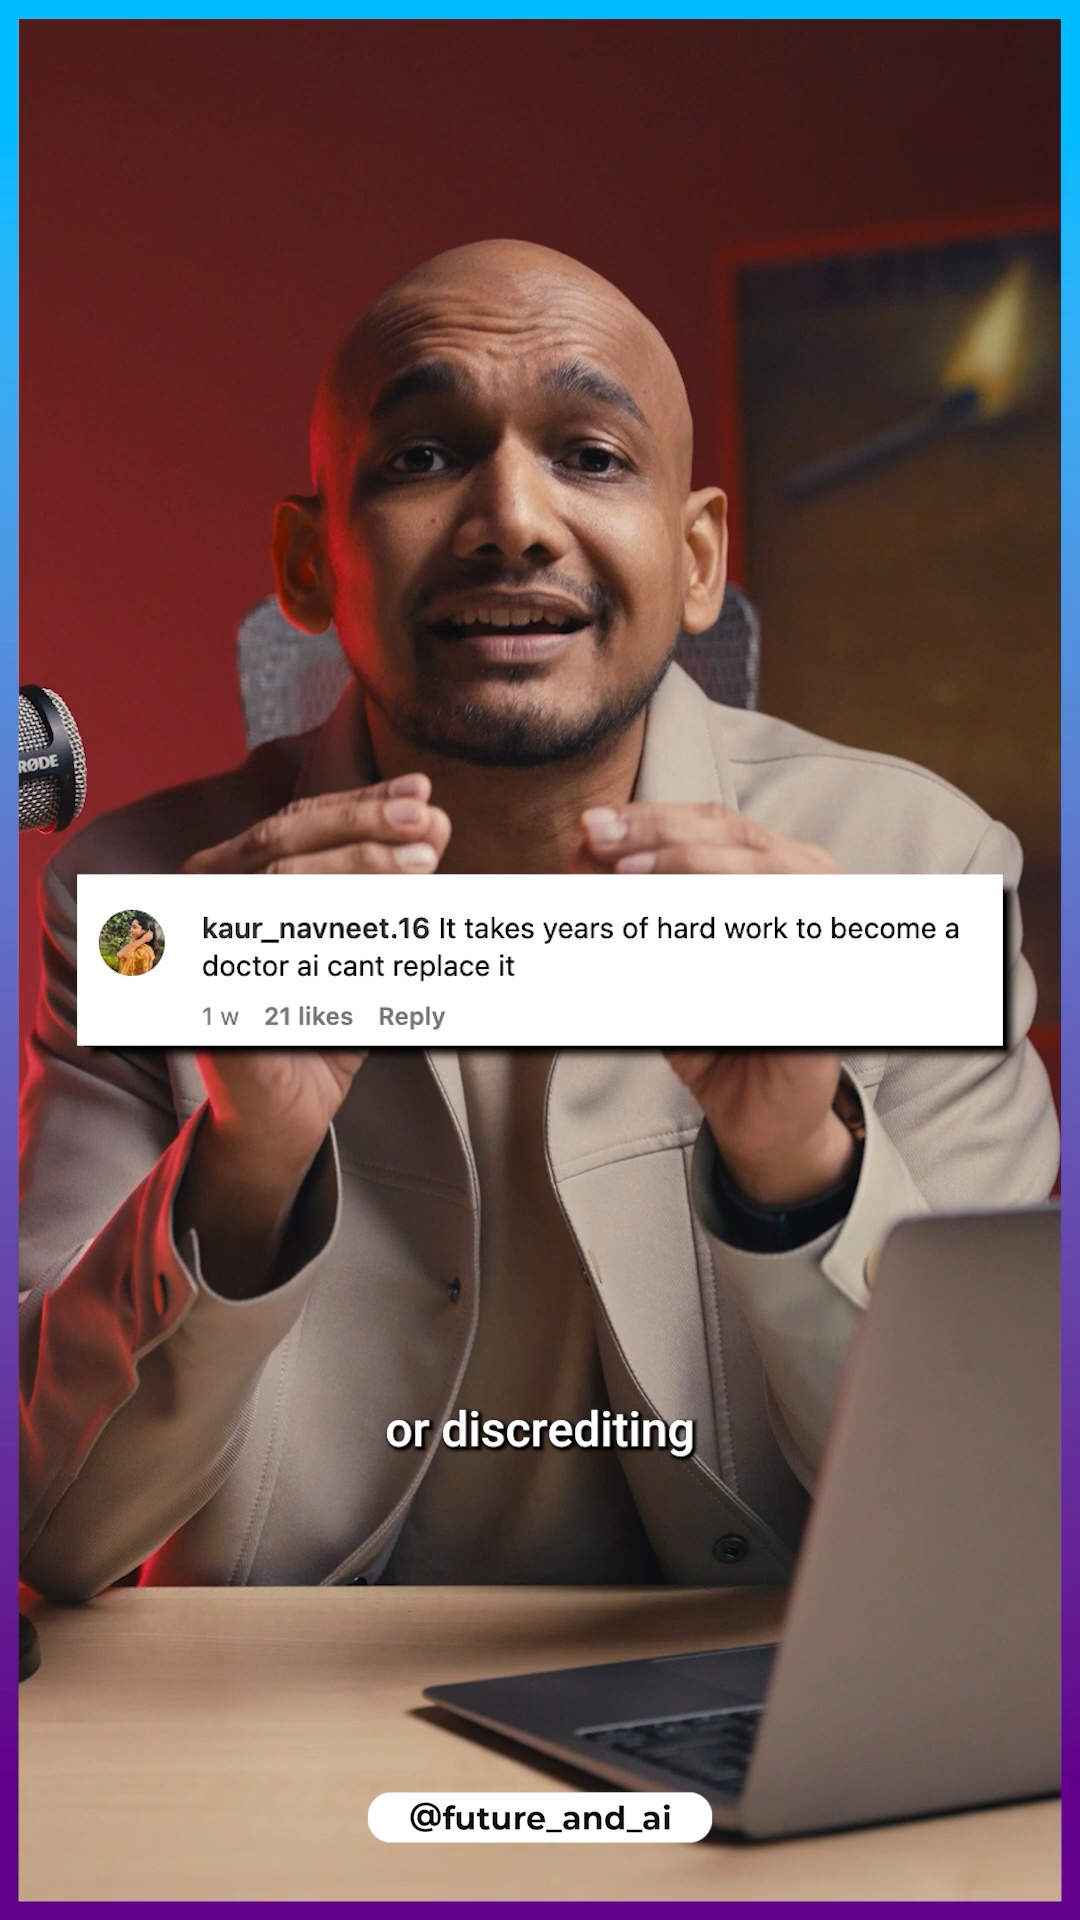 RØDE
kaur_navneet.16 It takes years of hard work to become a
doctor ai cant replace it
1 w 21 likes Reply
or discrediting
@future_and_ai